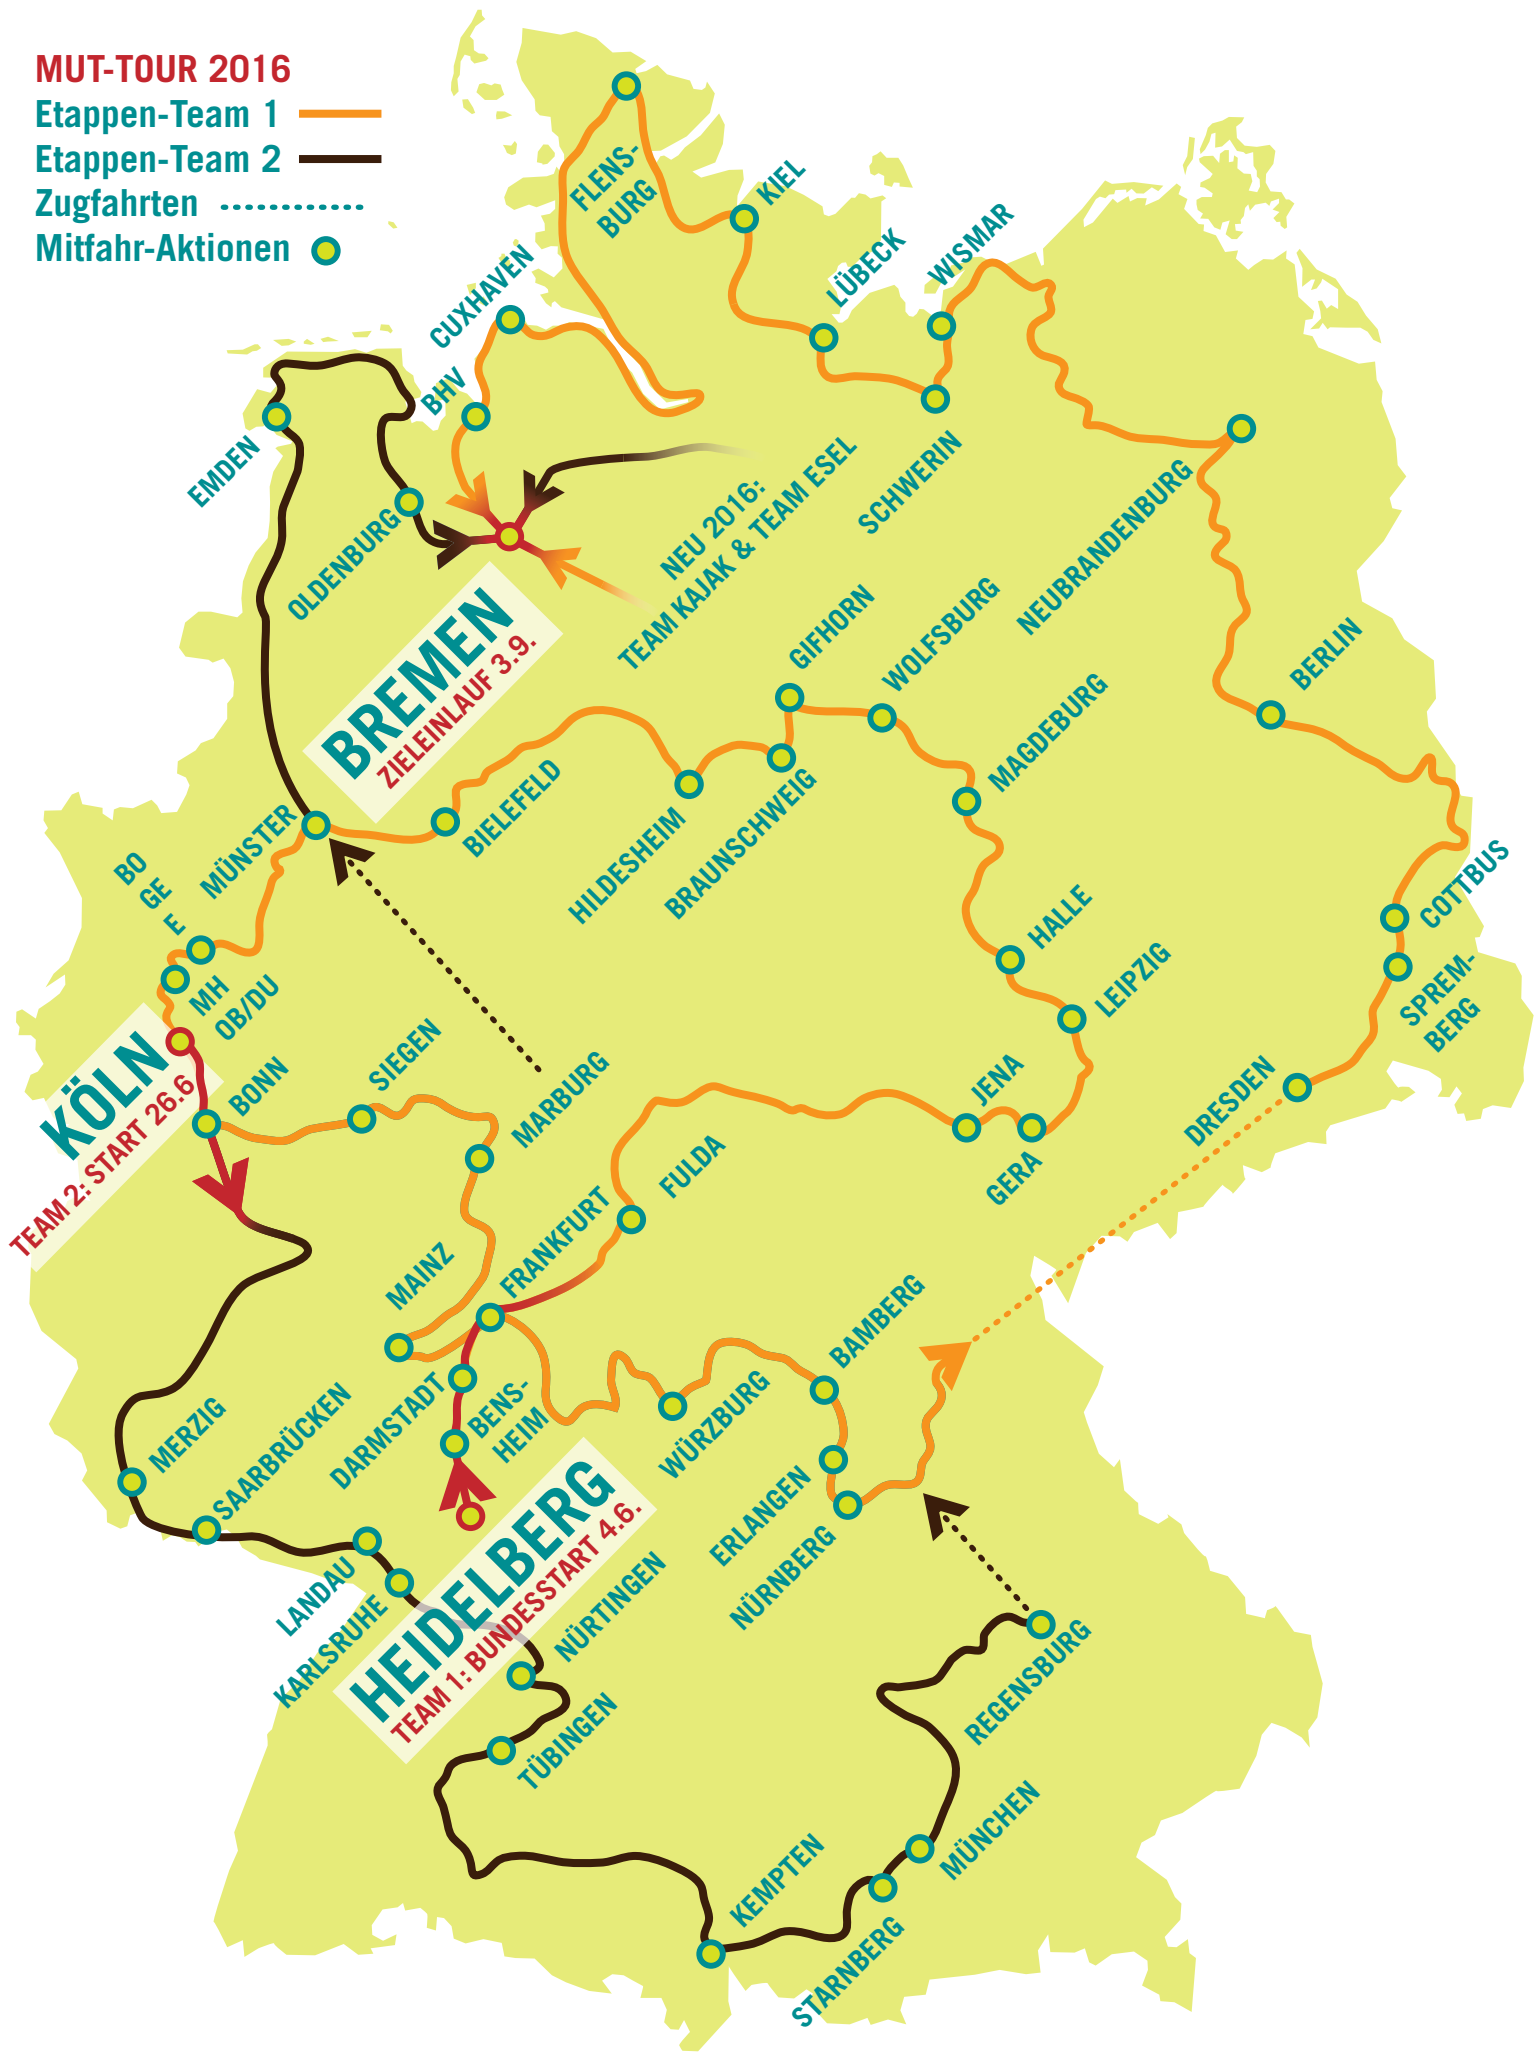 MUT-TOUR 2016
Etappen-Team 1
Etappen-Team 2
Zugfahrten
Mitfahr-Aktionen
FLENS-
BURG
KIEL
LÜBECK
WISMAR
CUXHAVEN
BHV
EMDEN
OLDENBURG
NEU 2016:
TEAM KAJAK & TEAM ESEL
SCHWERIN
NEUBRANDENBURG
BREMEN
ZIELEINLAUF 3.9.
GIFHORN
WOLFSBURG
BERLIN
MAGDEBURG
MÜNSTER
BIELEFELD
HILDESHEIM
BRAUNSCHWEIG
BO
GE
E
MH
OB/DU
HALLE
LEIPZIG
COTTBUS
SPREM-
BERG
KÖLN
TEAM 2: START 26.6
BONN
SIEGEN
MARBURG
JENA
GERA
DRESDEN
FULDA
FRANKFURT
MAINZ
BAMBERG
DARMSTADT
BENS-
HEIM
WÜRZBURG
MERZIG
SAARBRÜCKEN
ERLANGEN
NÜRNBERG
HEIDELBERG
TEAM 1: BUNDESSTART 4.6.
LANDAU
KARLSRUHE
NÜRTINGEN
TÜBINGEN
REGENSBURG
MÜNCHEN
KEMPTEN
STARNBERG